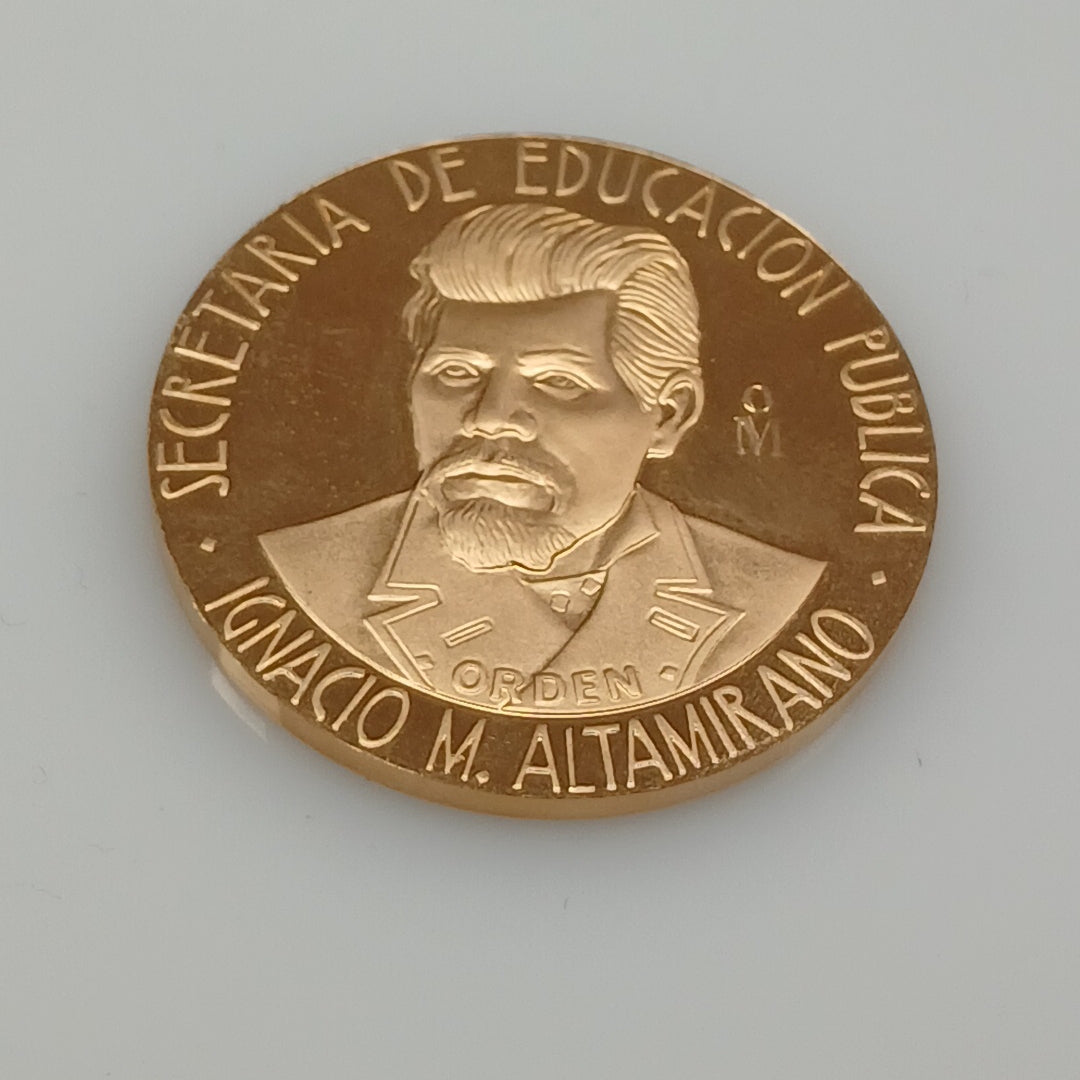 SECRETARIA DE EDUCACION PUBLICA
o
M
· ORDEN ·
· IGNACIO M. ALTAMIRANO ·